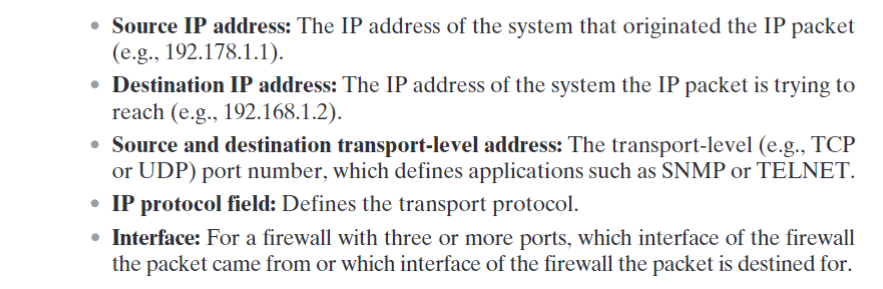 • Source IP address: The IP address of the system that originated the IP packet
(e.g., 192.178.1.1).
• Destination IP address: The IP address of the system the IP packet is trying to
reach (e.g., 192.168.1.2).
• Source and destination transport-level address: The transport-level (e.g., TCP
or UDP) port number, which defines applications such as SNMP or TELNET.
• IP protocol field: Defines the transport protocol.
• Interface: For a firewall with three or more ports, which interface of the firewall
the packet came from or which interface of the firewall the packet is destined for.